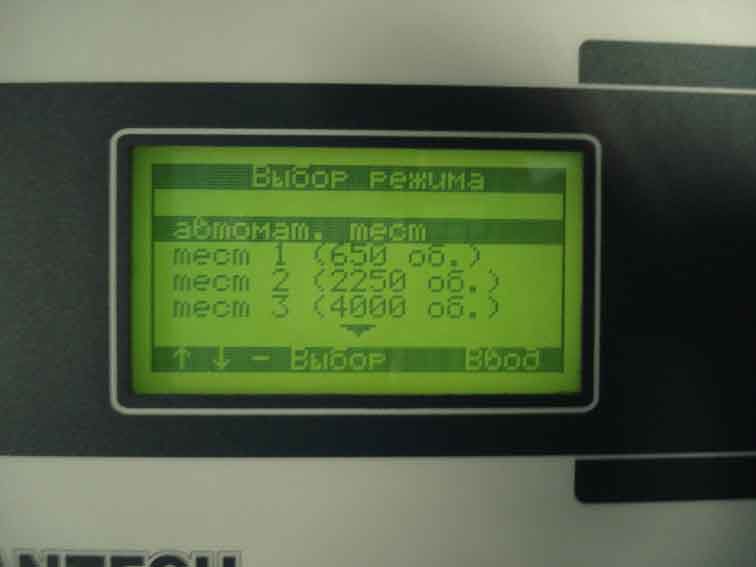 Выбор режима
автомат. тест
тест 1 (650 об.)
тест 2 (2250 об.)
тест 3 (4000 об.)
↑ ↓ - Выбор Ввод